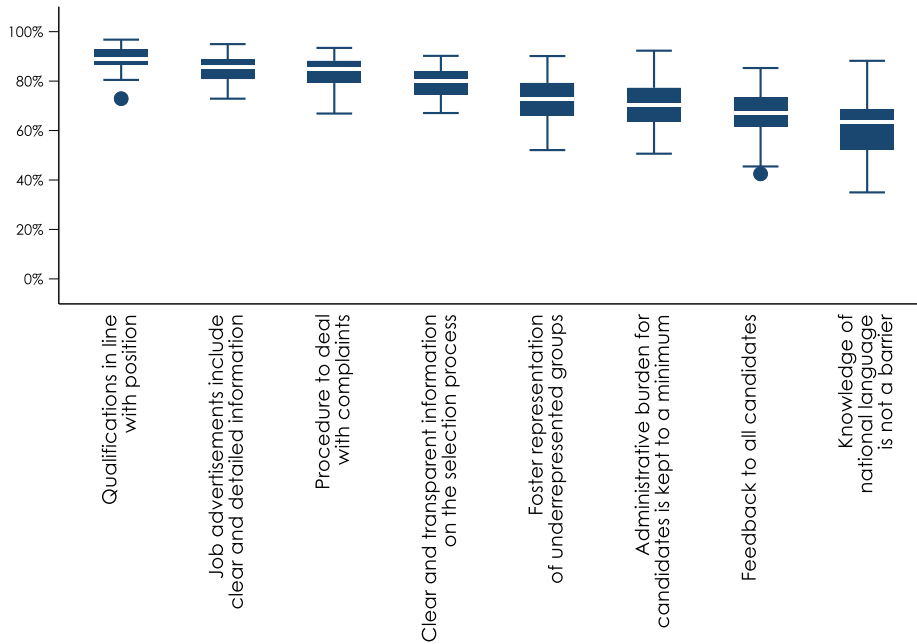 100%
80%
60%
40%
20%
0%
Qualifications in line
with position
Job advertisements include
clear and detailed information
Procedure to deal
with complaints
Clear and transparent information
on the selection process
Foster representation
of underrepresented groups
Administrative burden for
candidates is kept to a minimum
Feedback to all candidates
Knowledge of
national language
is not a barrier